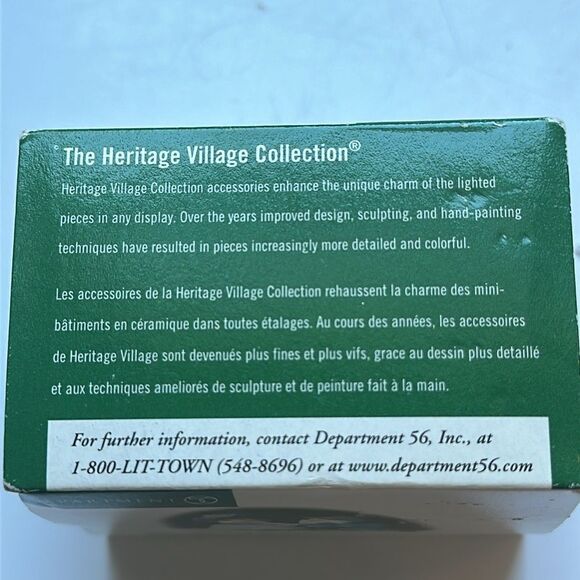 The Heritage Village Collection®
Heritage Village Collection accessories enhance the unique charm of the lighted
pieces in any display. Over the years improved design, sculpting, and hand-painting
techniques have resulted in pieces increasingly more detailed and colorful.
Les accessoires de la Heritage Village Collection rehaussent la charme des mini-
bâtiments en céramique dans toutes étalages. Au cours des années, les accessoires
de Heritage Village sont devenués plus fines et plus vifs, grace au dessin plus detaillé
et aux techniques ameliorés de sculpture et de peinture fait à la main.
For further information, contact Department 56, Inc., at
1-800-LIT-TOWN (548-8696) or at www.department56.com